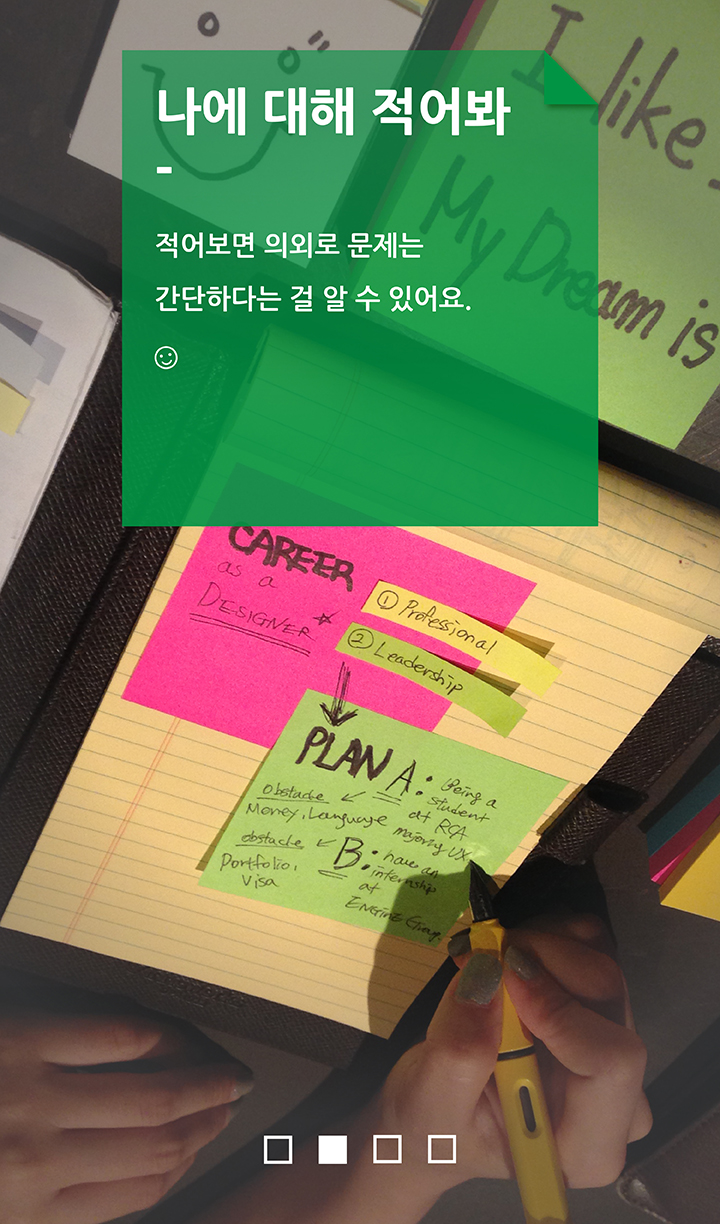 나에 대해 적어봐
-
적어보면 의외로 문제는
간단하다는 걸 알 수 있어요.
☺
I like
My Dream is
CAREER
as a
DESIGNER*
① Professional
② Leadership
PLAN A: Being a
student
at RCA
majoring UX
obstacle ↙
Money, Language
B: have an
internship
at
ENGINE Group.
obstacle ↙
Portfolio,
Visa